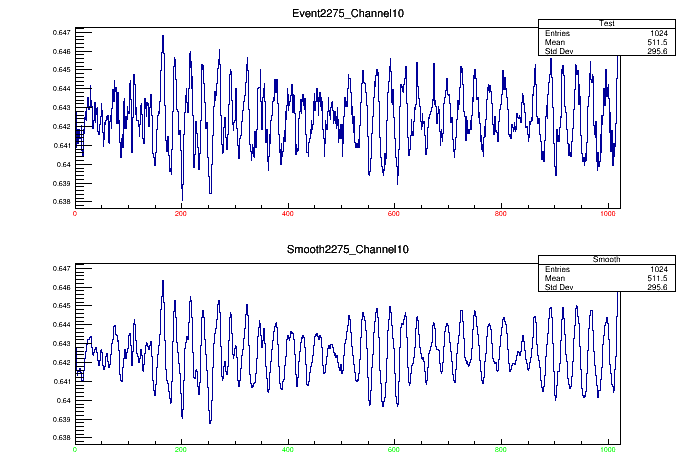 Event2275_Channel10
Test
Entries 1024
Mean 511.5
Std Dev 295.6
0.647
0.646
0.645
0.644
0.643
0.642
0.641
0.64
0.639
0.638
0 200 400 600 800 1000
Smooth2275_Channel10
Smooth
Entries 1024
Mean 511.5
Std Dev 295.6
0.647
0.646
0.645
0.644
0.643
0.642
0.641
0.64
0.639
0.638
0 200 400 600 800 1000